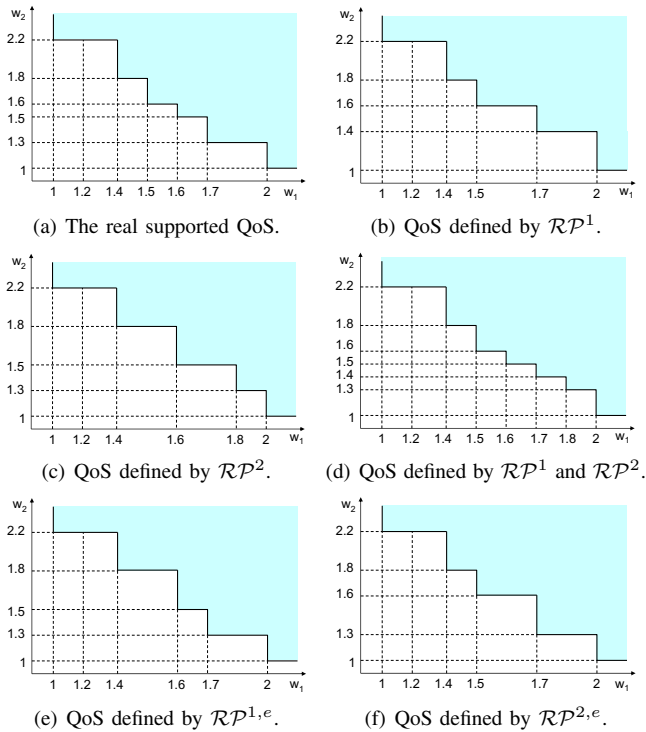 w2
2.2
1.8
1.6
1.5
1.3
1
1 1.2 1.4 1.5 1.6 1.7 2 w1
(a) The real supported QoS.
w2
2.2
1.8
1.6
1.4
1
1 1.2 1.4 1.5 1.7 2 w1
(b) QoS defined by RP^1.
w2
2.2
1.8
1.5
1.3
1
1 1.2 1.4 1.6 1.8 2 w1
(c) QoS defined by RP^2.
w2
2.2
1.8
1.6
1.5
1.4
1.3
1
1 1.2 1.4 1.5 1.6 1.7 1.8 2 w1
(d) QoS defined by RP^1 and RP^2.
w2
2.2
1.8
1.5
1.3
1
1 1.2 1.4 1.6 1.7 2 w1
(e) QoS defined by RP^1,e.
w2
2.2
1.8
1.6
1.3
1
1 1.2 1.4 1.5 1.7 2 w1
(f) QoS defined by RP^2,e.